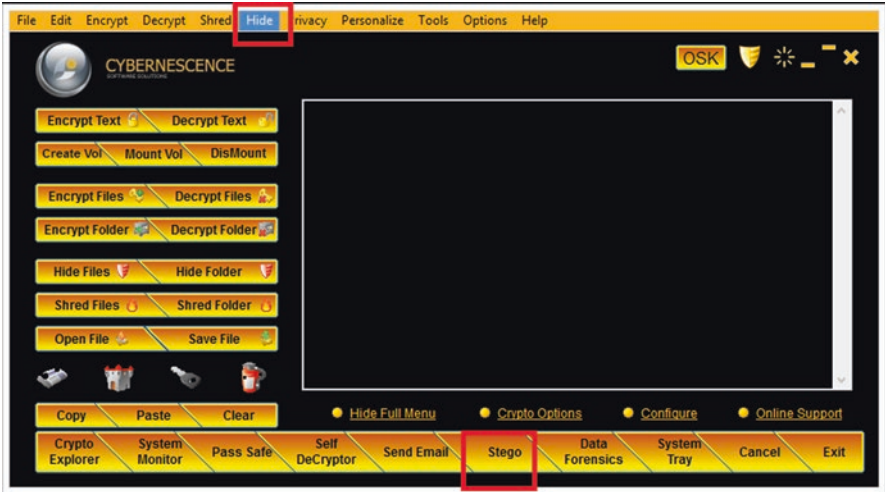 File Edit Encrypt Decrypt Shred Hide rivacy Personalize Tools Options Help
CYBERNESCENCE
SOFTWARE SOLUTIONS
OSK
Encrypt Text Decrypt Text
Create Vol Mount Vol DisMount
Encrypt Files Decrypt Files
Encrypt Folder Decrypt Folder
Hide Files Hide Folder
Shred Files Shred Folder
Open File Save File
Copy Paste Clear
Hide Full Menu Crypto Options Configure Online Support
Crypto Explorer System Monitor Pass Safe Self DeCryptor Send Email Stego Data Forensics System Tray Cancel Exit